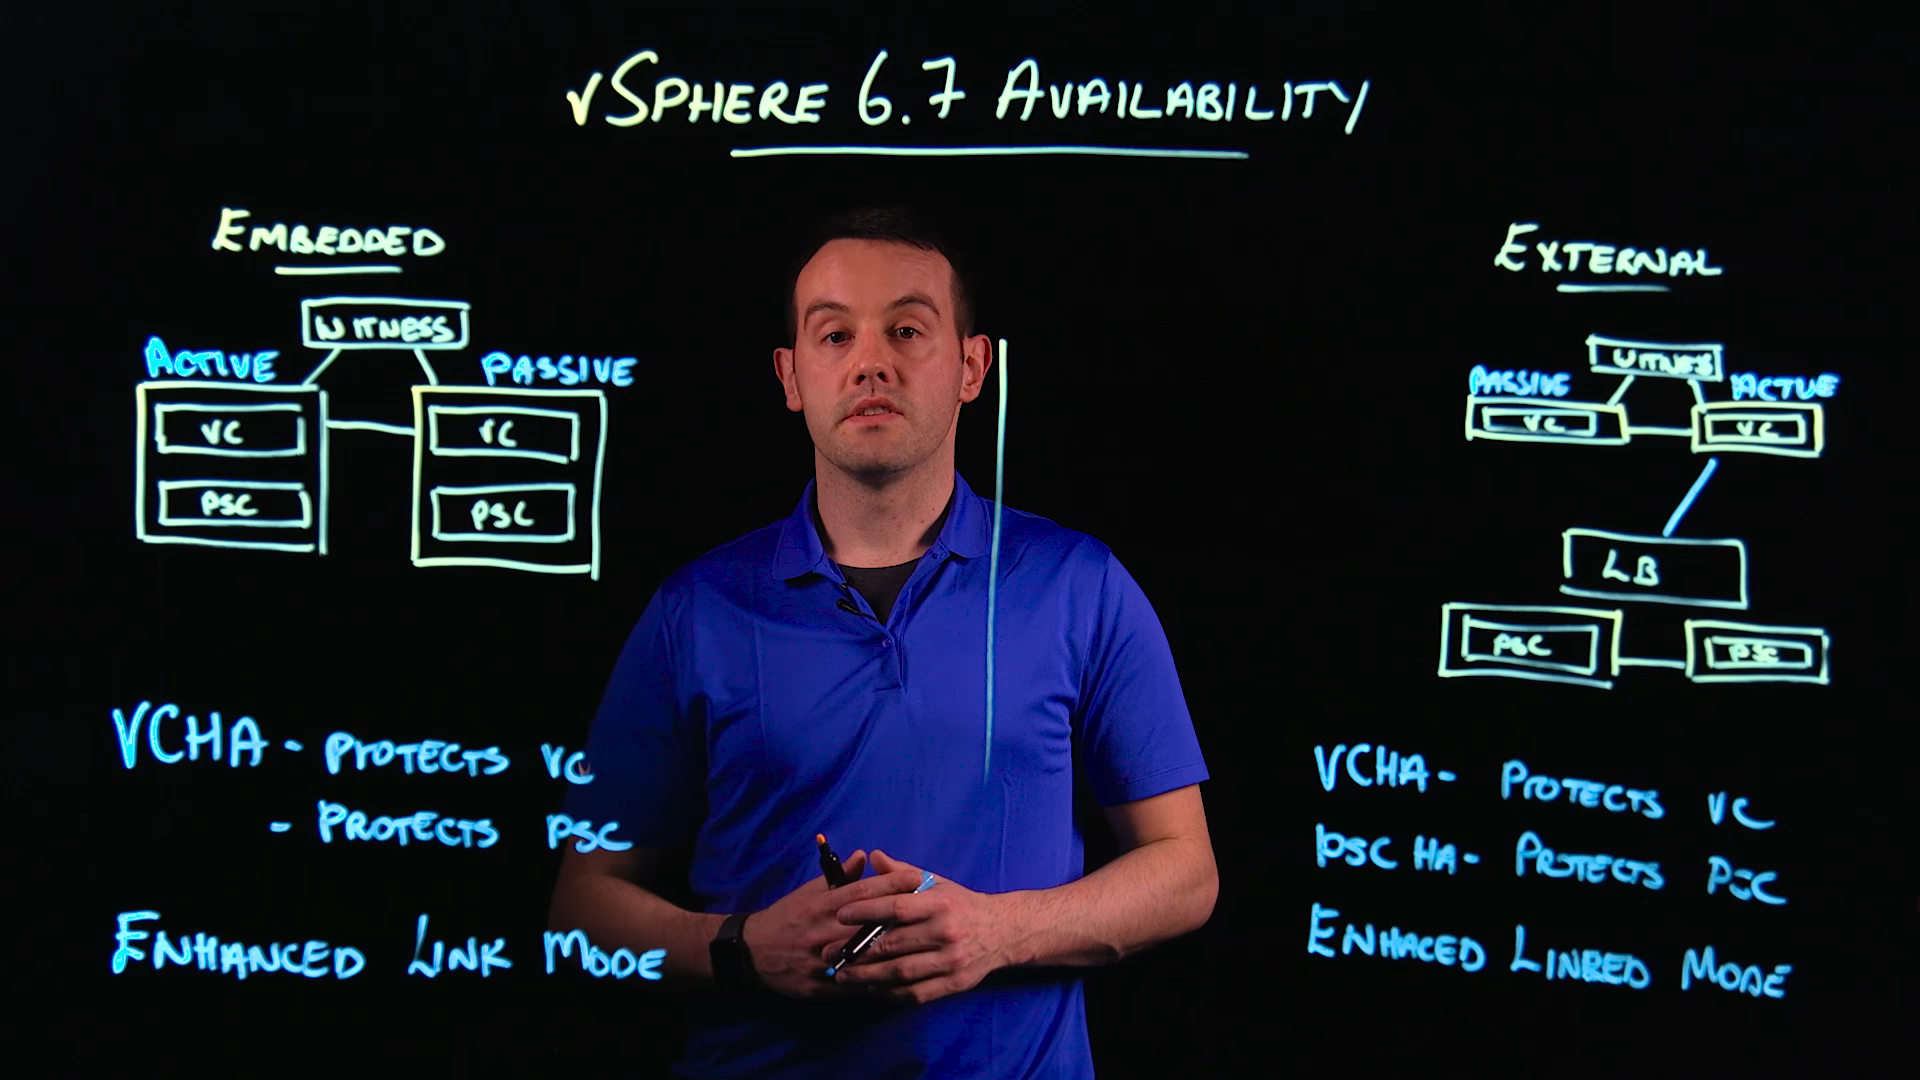 vSPHERE 6.7 AVAILABILITY
EMBEDDED
WITNESS
ACTIVE
PASSIVE
VC
VC
PSC
PSC
VCHA - PROTECTS VC
- PROTECTS PSC
ENHANCED LINK MODE
EXTERNAL
WITNESS
PASSIVE
ACTIVE
VC
VC
LB
PSC
PSC
VCHA - PROTECTS VC
PSC HA - PROTECTS PSC
ENHACED LINKED MODE